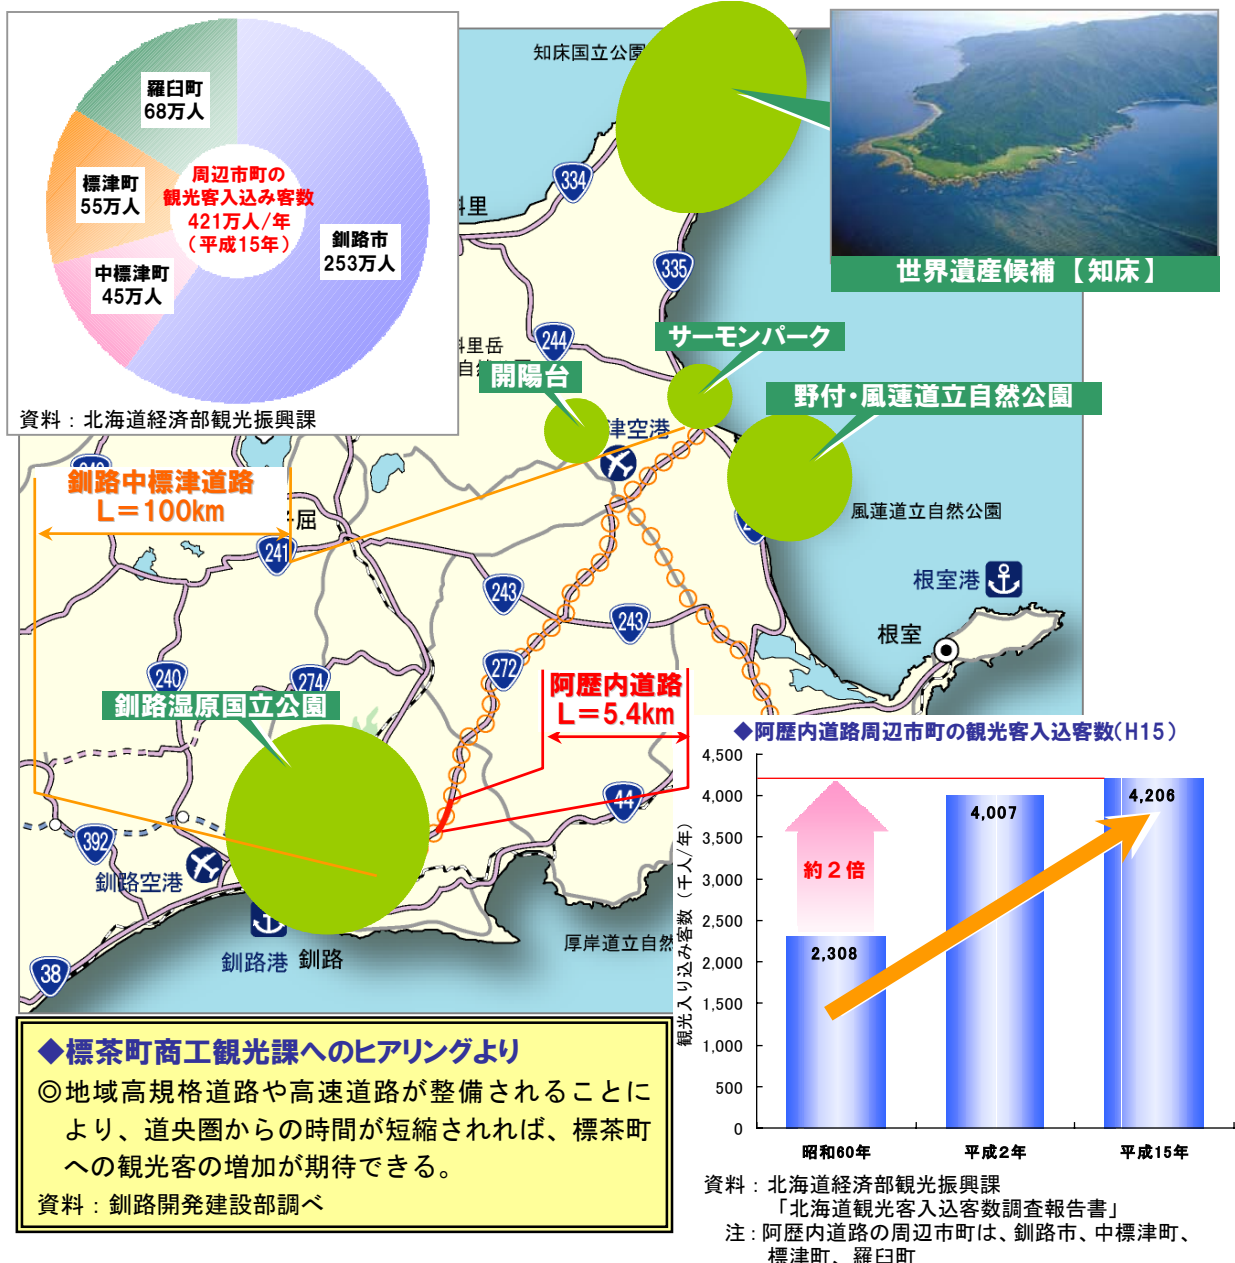 羅臼町
68万人
標津町
55万人
中標津町
45万人
釧路市
253万人
周辺市町の
観光客入込み客数
421万人/年
(平成15年)
資料：北海道経済部観光振興課
知床国立公園
334
里
335
世界遺産候補【知床】
244
里岳
サーモンパーク
開陽台
野付・風蓮道立自然公園
津空港
釧路中標津道路
L＝100km
屈
風蓮道立自然公園
241
243
243
根室港
根室
240
274
272
釧路湿原国立公園
阿歴内道路
L＝5.4km
44
392
釧路空港
釧路港
釧路
厚岸道立自然
38
◆阿歴内道路周辺市町の観光客入込客数(H15)
観光入り込み客数（千人/年）
4,500
4,000
3,500
3,000
2,500
2,000
1,500
1,000
500
0
2,308
4,007
4,206
約２倍
昭和60年
平成2年
平成15年
資料：北海道経済部観光振興課
「北海道観光客入込客数調査報告書」
注：阿歴内道路の周辺市町は、釧路市、中標津町、
標津町、羅臼町
◆標茶町商工観光課へのヒアリングより
◎地域高規格道路や高速道路が整備されることに
より、道央圏からの時間が短縮されれば、標茶町
への観光客の増加が期待できる。
資料：釧路開発建設部調べ